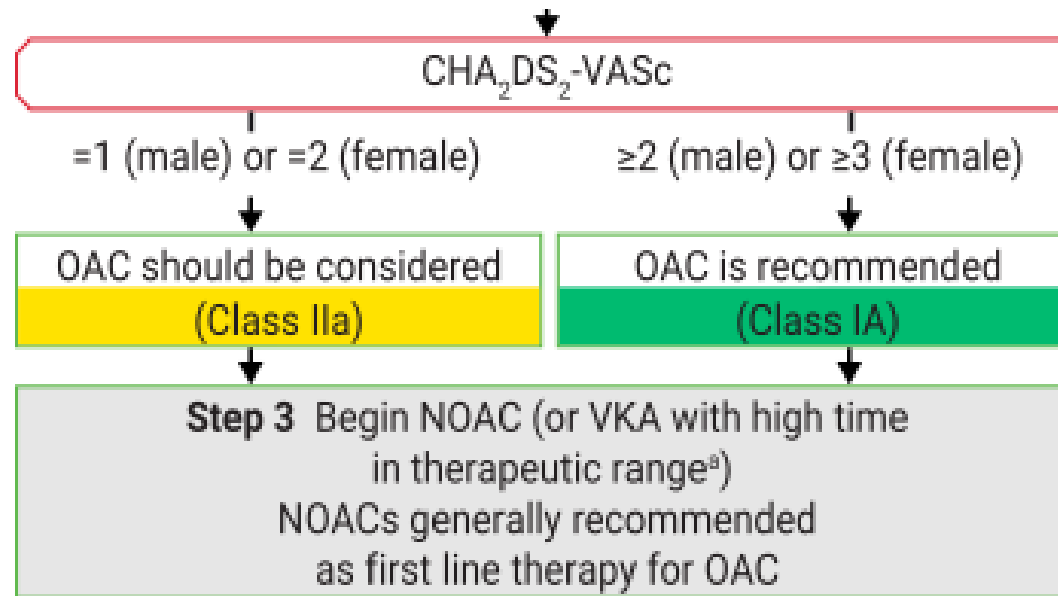 CHA₂DS₂-VASc
=1 (male) or =2 (female)
≥2 (male) or ≥3 (female)
OAC should be considered
(Class IIa)
OAC is recommended
(Class IA)
Step 3 Begin NOAC (or VKA with high time
in therapeutic rangeᵃ)
NOACs generally recommended
as first line therapy for OAC